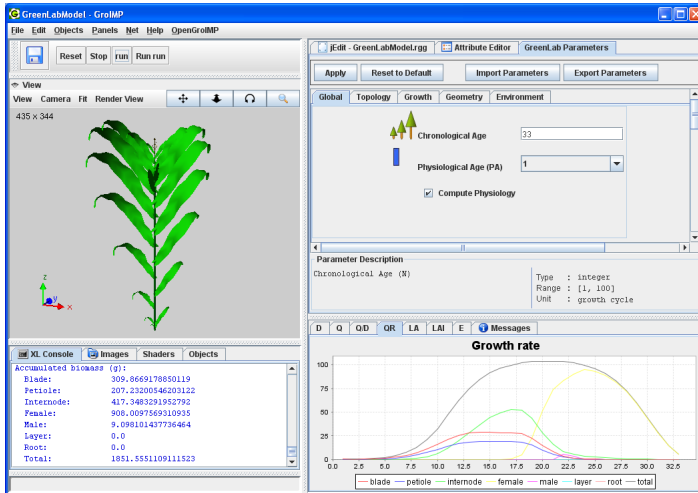 GreenLabModel - GroIMP
File Edit Objects Panels Net Help OpenGroIMP
Reset Stop run Run run
View
View Camera Fit Render View
435 x 344
z
y
x
XL Console Images Shaders Objects
Accumulated biomass (g):
Blade: 309.8669178850119
Petiole: 207.23200546203122
Internode: 417.3483291952792
Female: 908.0097569310935
Male: 9.098101437736464
Layer: 0.0
Root: 0.0
Total: 1851.5551109111523
jEdit - GreenLabModel.rgg Attribute Editor GreenLab Parameters
Apply Reset to Default Import Parameters Export Parameters
Global Topology Growth Geometry Environment
Chronological Age 33
Physiological Age (PA) 1
Compute Physiology
Parameter Description
Chronological Age (N)
Type : integer
Range : [1, 100]
Unit : growth cycle
D Q Q/D QR LA LAI E Messages
Growth rate
100
75
50
25
0
0.0 2.5 5.0 7.5 10.0 12.5 15.0 17.5 20.0 22.5 25.0 27.5 30.0 32.5
blade petiole internode female male layer root total